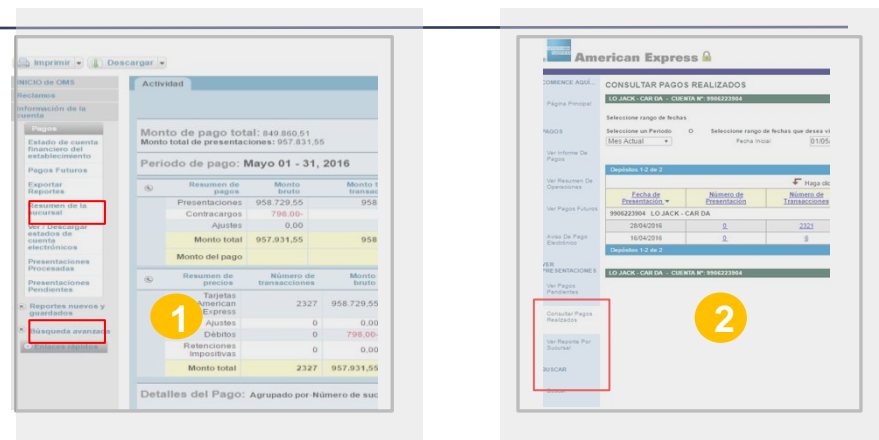 Imprimir Descargar
INICIO de OMS
Reclamos
Información de la
cuenta
Pagos
Estado de cuenta
financiero del
establecimiento
Pagos Futuros
Exportar
Reportes
Resumen de la
sucursal
Ver / Descargar
estados de
cuenta
electrónicos
Presentaciones
Procesadas
Presentaciones
Pendientes
Reportes nuevos y
guardados
Búsqueda avanzada
Enlaces rápidos
Actividad
Monto de pago total: 849.860,51
Monto total de presentaciones: 957.831,55
Período de pago: Mayo 01 - 31, 2016
Resumen de Monto Monto t
pagos bruto transac
Presentaciones 958.729,55 958
Contracargos 798,00-
Ajustes 0,00
Monto total 957.931,55 958
Monto del pago
Resumen de Número de Monto
precios transacciones bruto
Tarjetas
American 2327 958.729,55
Express
Ajustes 0 0,00
Débitos 0 798,00-
Retenciones 0 0,00
Impositivas
Monto total 2327 957.931,55
Detalles del Pago: Agrupado por Número de suc
1
American Express
COMIENCE AQUÍ...
Página Principal
PAGOS
Ver Informe De
Pagos
Ver Resumen De
Operaciones
Ver Pagos Futuros
Aviso De Pago
Electrónico
VER
PRESENTACIONES
Ver Pagos
Pendientes
Consultar Pagos
Realizados
Ver Reporte Por
Sucursal
BUSCAR
CONSULTAR PAGOS REALIZADOS
LO JACK - CAR DA - CUENTA Nº: 9906223904
Seleccione rango de fechas
Seleccione un Período O Seleccione rango de fechas que desea vi
Mes Actual Fecha Inicial 01/05
Depósitos 1-2 de 2
Haga clic
Fecha de Número de Número de
Presentación Presentación Transacciones
9906223904 LO JACK - CAR DA
28/04/2016 0 2321
16/04/2016 0 6
Depósitos 1-2 de 2
LO JACK - CAR DA - CUENTA Nº: 9906223904
2